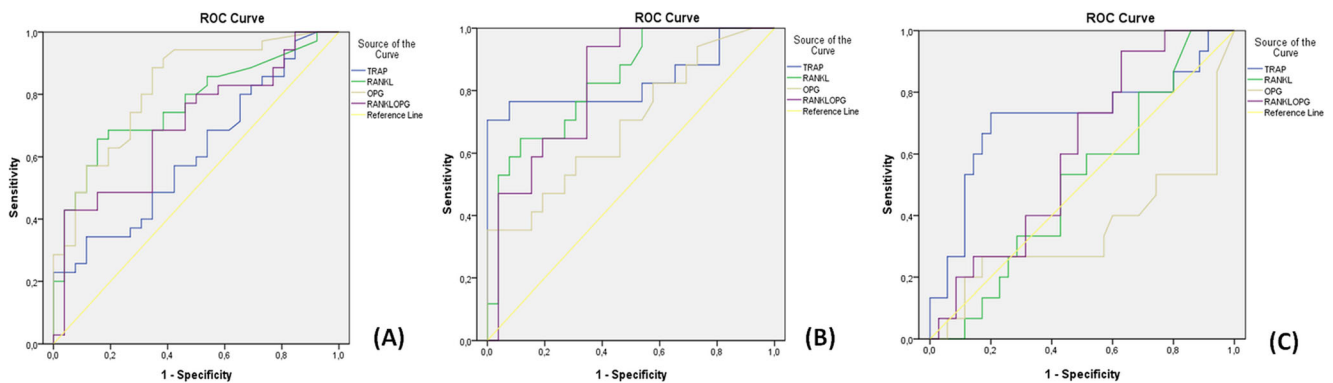 ROC Curve
1,0
0,8
0,6
0,4
0,2
0,0
Sensitivity
0,0 0,2 0,4 0,6 0,8 1,0
1 - Specificity
Source of the
Curve
TRAP
RANKL
OPG
RANKLOPG
Reference Line
(A)
ROC Curve
1,0
0,8
0,6
0,4
0,2
0,0
Sensitivity
0,0 0,2 0,4 0,6 0,8 1,0
1 - Specificity
Source of the
Curve
TRAP
RANKL
OPG
RANKLOPG
Reference Line
(B)
ROC Curve
1,0
0,8
0,6
0,4
0,2
0,0
Sensitivity
0,0 0,2 0,4 0,6 0,8 1,0
1 - Specificity
Source of the
Curve
TRAP
RANKL
OPG
RANKLOPG
Reference Line
(C)